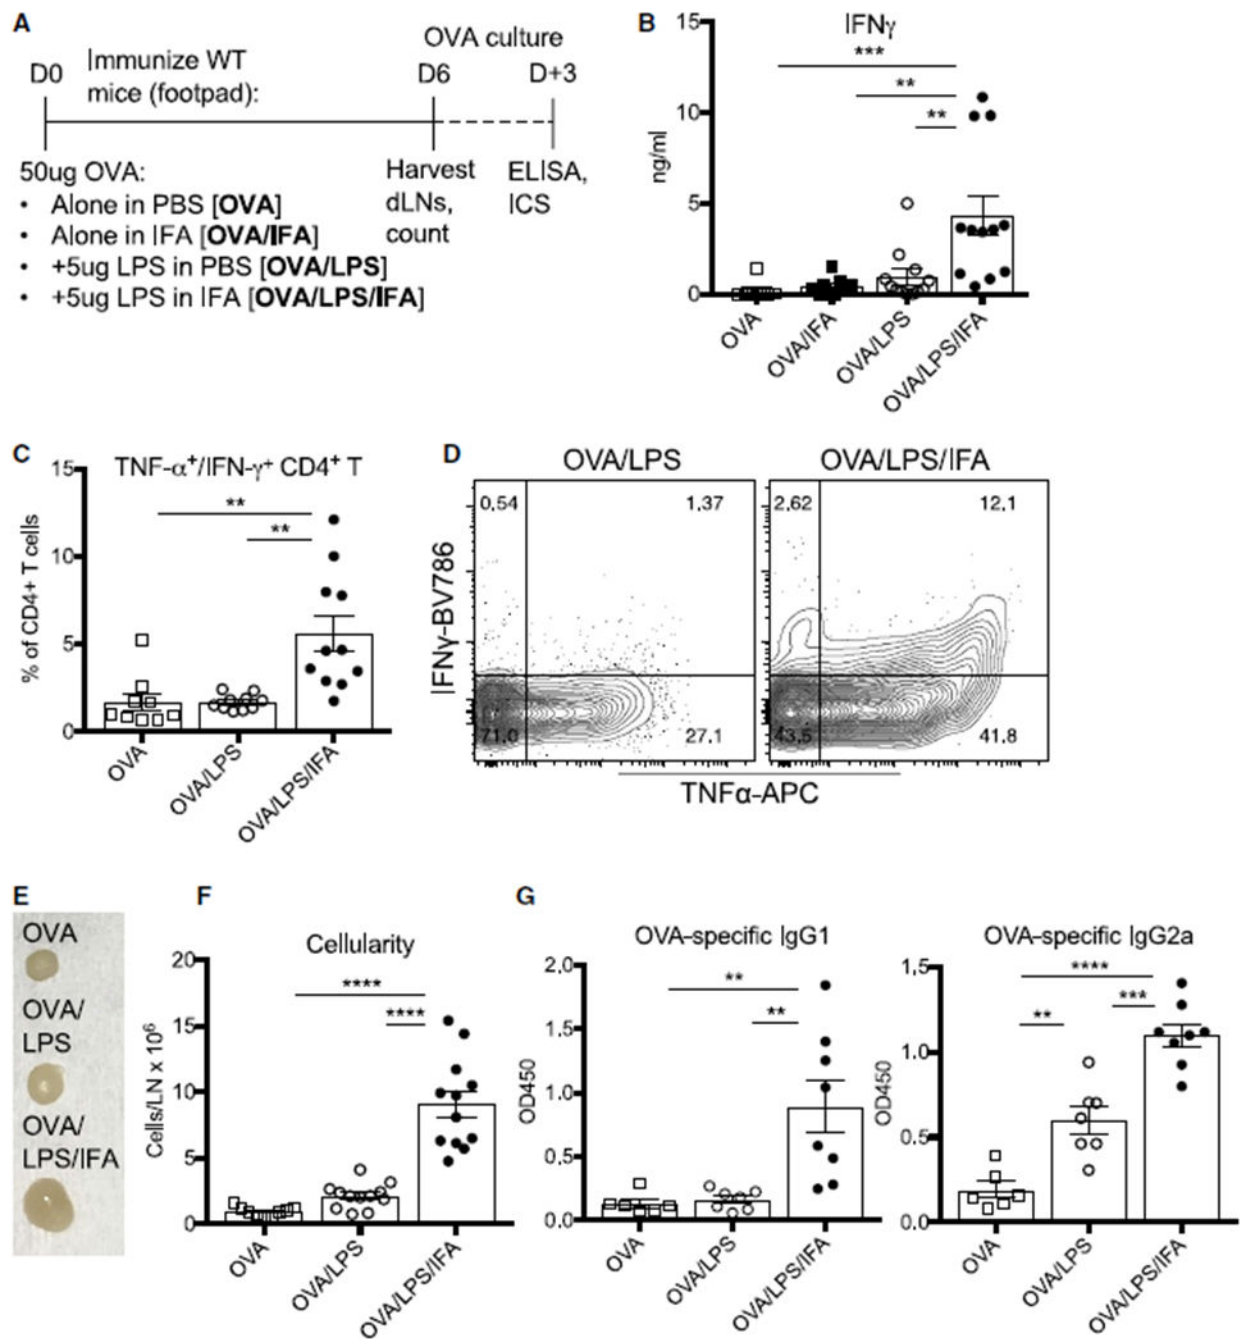 A
D0
Immunize WT
mice (footpad):
D6
OVA culture
D+3
50ug OVA:
• Alone in PBS [OVA]
• Alone in IFA [OVA/IFA]
• +5ug LPS in PBS [OVA/LPS]
• +5ug LPS in IFA [OVA/LPS/IFA]
Harvest
dLNs,
count
ELISA,
ICS
B
IFNγ
***
**
**
ng/ml
15
10
5
0
OVA
OVA/IFA
OVA/LPS
OVA/LPS/IFA
C
TNF-α+/IFN-γ+ CD4+ T
**
**
% of CD4+ T cells
15
10
5
0
OVA
OVA/LPS
OVA/LPS/IFA
D
OVA/LPS
OVA/LPS/IFA
0.54
1.37
71.0
27.1
2.62
12.1
43.5
41.8
IFNγ-BV786
TNFα-APC
E
OVA
OVA/
LPS
OVA/
LPS/IFA
F
Cellularity
****
****
Cells/LN x 10⁶
20
15
10
5
0
OVA
OVA/LPS
OVA/LPS/IFA
G
OVA-specific IgG1
**
**
OD450
2.0
1.5
1.0
0.5
0.0
OVA
OVA/LPS
OVA/LPS/IFA
OVA-specific IgG2a
****
***
**
OD450
1.5
1.0
0.5
0.0
OVA
OVA/LPS
OVA/LPS/IFA